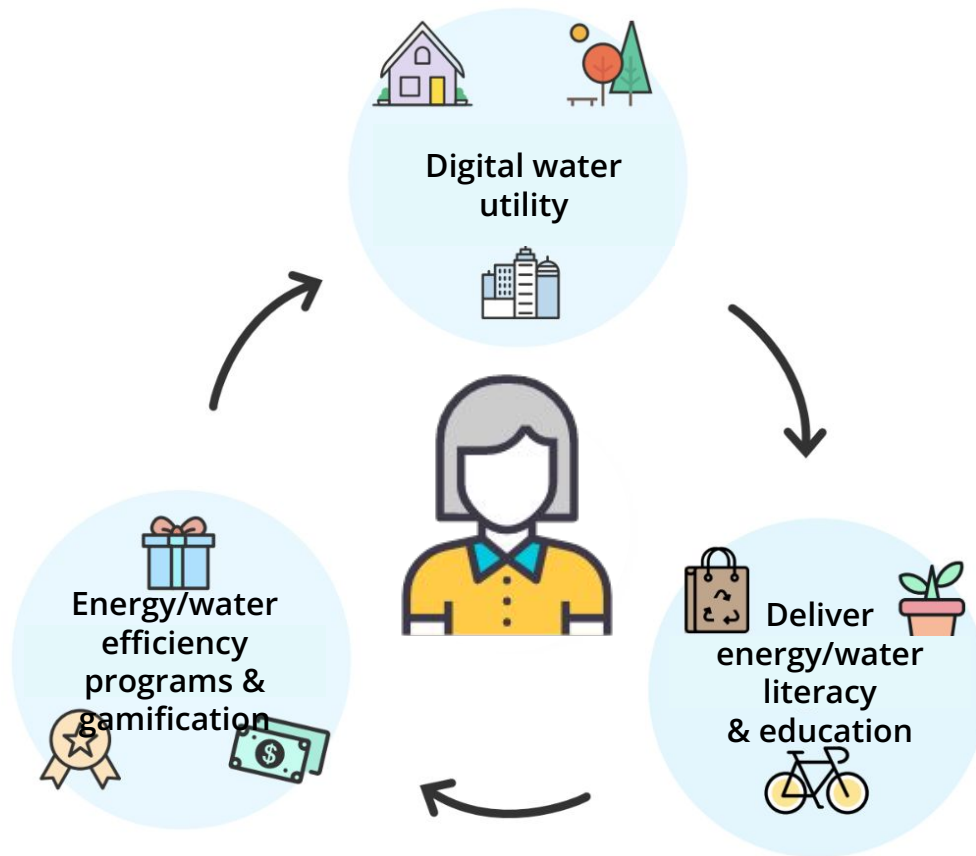 Digital water
utility
Deliver
energy/water
literacy
& education
Energy/water
efficiency
programs &
gamification
$